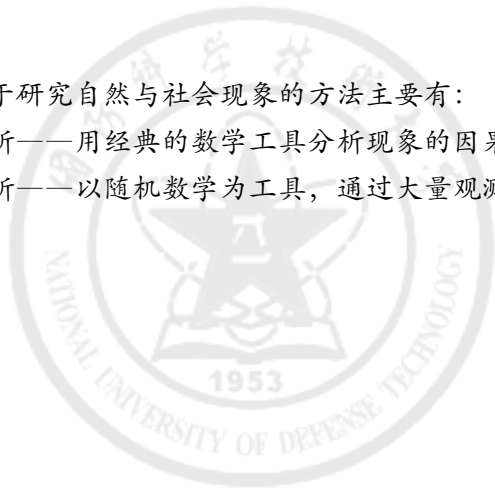 于研究自然与社会现象的方法主要有：
析——用经典的数学工具分析现象的因果
析——以随机数学为工具，通过大量观测
八一
1953
NATIONAL UNIVERSITY OF DEFENSE TECHNOLOGY